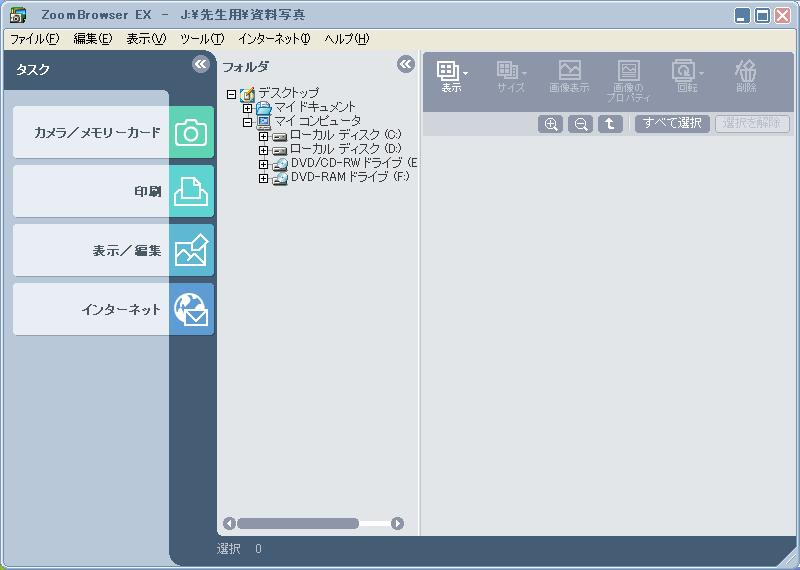 ZoomBrowser EX － J:¥先生用¥資料写真
ファイル(F) 編集(E) 表示(V) ツール(T) インターネット(I) ヘルプ(H)
タスク
カメラ／メモリーカード
印刷
表示／編集
インターネット
フォルダ
デスクトップ
マイ ドキュメント
マイ コンピュータ
ローカル ディスク (C:)
ローカル ディスク (D:)
DVD/CD-RW ドライブ (E
DVD-RAM ドライブ (F:)
表示 サイズ 画像表示 画像のプロパティ 回転 削除
すべて選択 選択を解除
選択 0